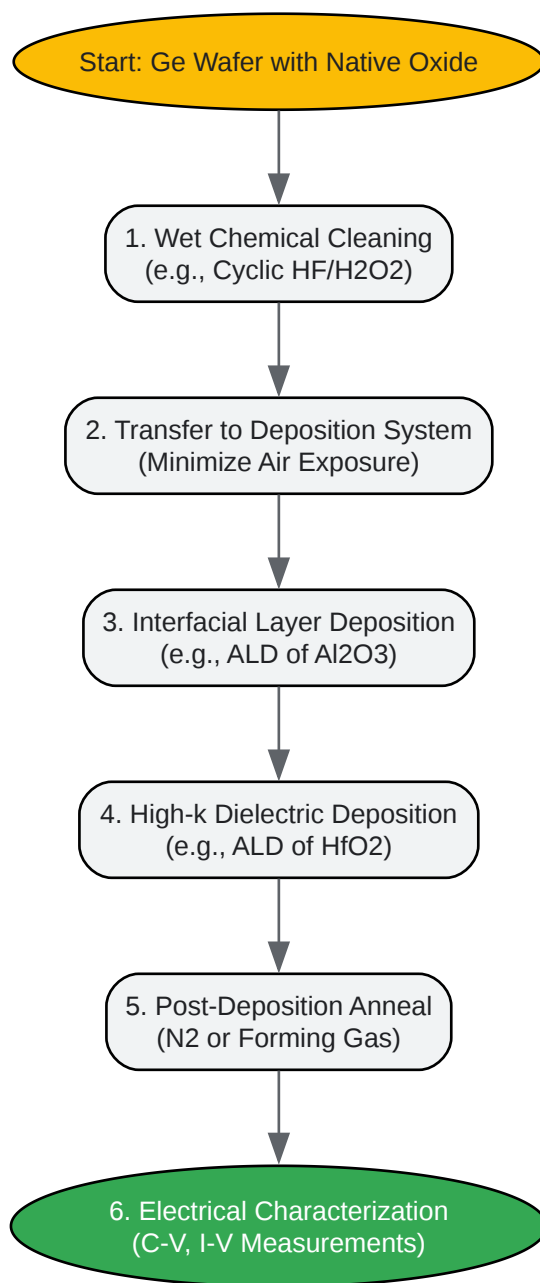 Start: Ge Wafer with Native Oxide
1. Wet Chemical Cleaning
(e.g., Cyclic HF/H2O2)
2. Transfer to Deposition System
(Minimize Air Exposure)
3. Interfacial Layer Deposition
(e.g., ALD of Al2O3)
4. High-k Dielectric Deposition
(e.g., ALD of HfO2)
5. Post-Deposition Anneal
(N2 or Forming Gas)
6. Electrical Characterization
(C-V, I-V Measurements)